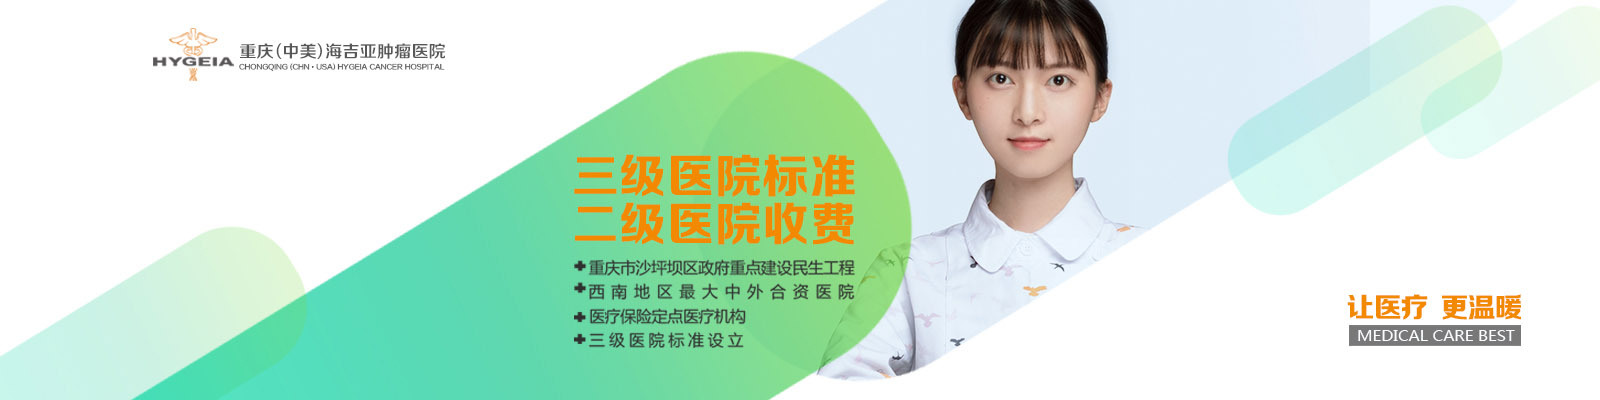 HYGEIA
重庆(中美)海吉亚肿瘤医院
CHONGQING (CHN·USA) HYGEIA CANCER HOSPITAL
三级医院标准
二级医院收费
重庆市沙坪坝区政府重点建设民生工程
西南地区最大中外合资医院
医疗保险定点医疗机构
三级医院标准设立
让医疗 更温暖
MEDICAL CARE BEST